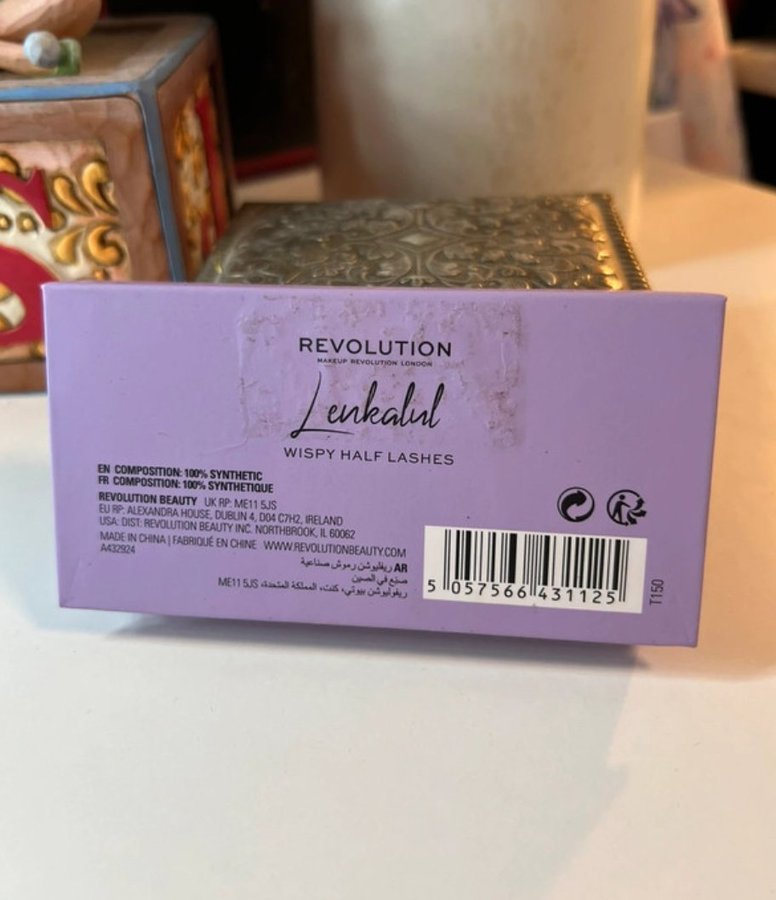 REVOLUTION
MAKEUP REVOLUTION LONDON
Lenkalul
WISPY HALF LASHES
EN COMPOSITION: 100% SYNTHETIC
FR COMPOSITION: 100% SYNTHETIQUE
REVOLUTION BEAUTY UK RP: ME11 5JS
EU RP: ALEXANDRA HOUSE, DUBLIN 4, D04 C7H2, IRELAND
USA: DIST: REVOLUTION BEAUTY INC. NORTHBROOK, IL 60062
MADE IN CHINA | FABRIQUÉ EN CHINE WWW.REVOLUTIONBEAUTY.COM
A432924
AR ريفليوشن رموش صناعية
صنع في الصين
ريفوليوشن بيوتي، كنت، المملكة المتحدة، ME11 5JS
5 057566 431125
T150